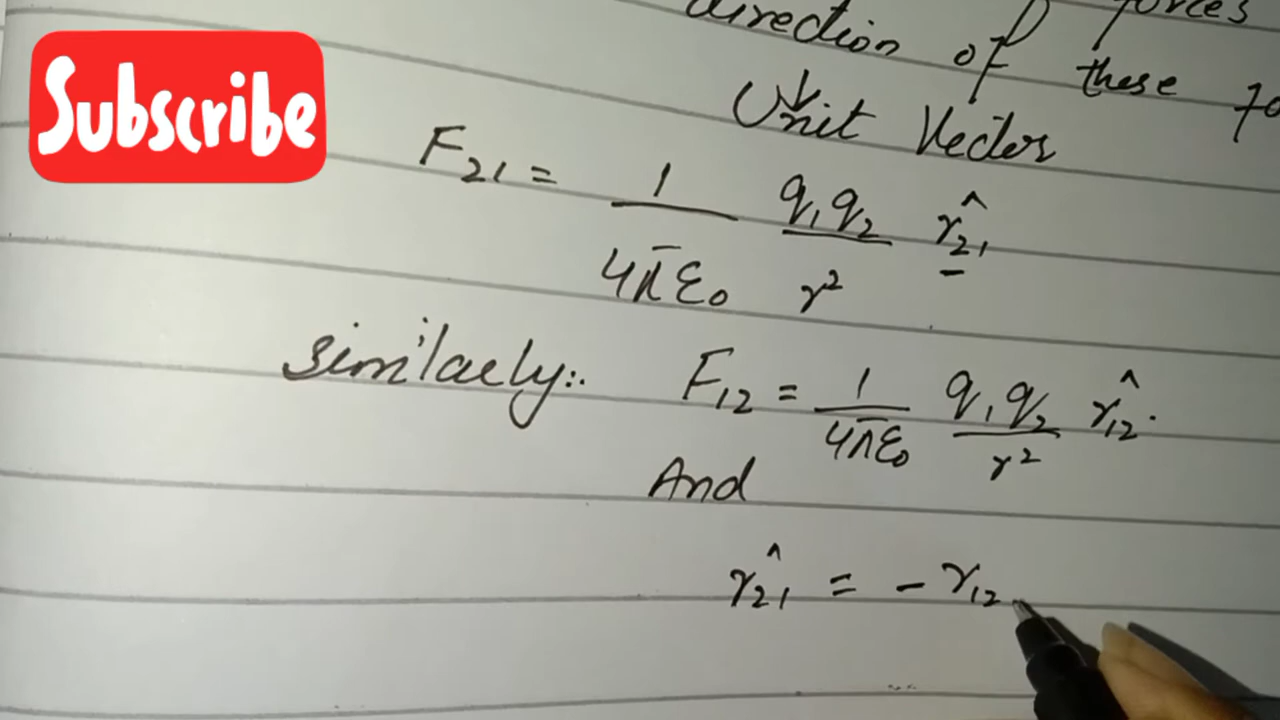 Subscribe
forces
direction of these
Unit Vector
F₂₁ = 1/4πε₀ q₁q₂/r² r̂₂₁
Similarly:. F₁₂ = 1/4πε₀ q₁q₂/r² r̂₁₂.
And
r̂₂₁ = - r₁₂